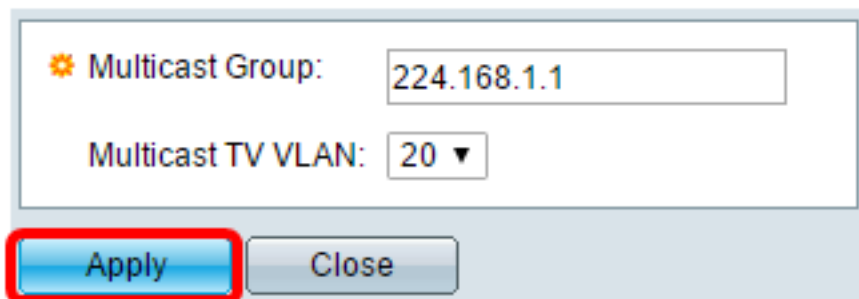 Multicast Group: 224.168.1.1
Multicast TV VLAN: 20
Apply Close